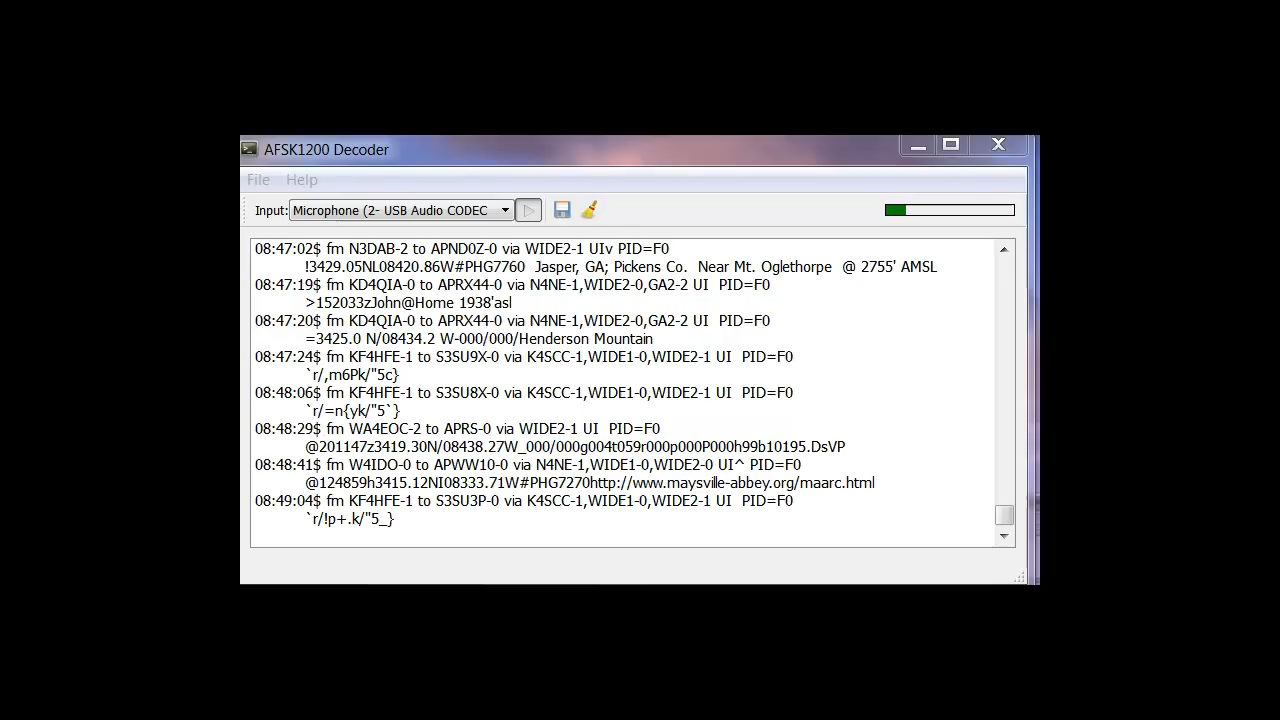 AFSK1200 Decoder
File Help
Input: Microphone (2- USB Audio CODEC
08:47:02$ fm N3DAB-2 to APND0Z-0 via WIDE2-1 UIv PID=F0
!3429.05NL08420.86W#PHG7760 Jasper, GA; Pickens Co. Near Mt. Oglethorpe @ 2755' AMSL
08:47:19$ fm KD4QIA-0 to APRX44-0 via N4NE-1,WIDE2-0,GA2-2 UI PID=F0
>152033zJohn@Home 1938'asl
08:47:20$ fm KD4QIA-0 to APRX44-0 via N4NE-1,WIDE2-0,GA2-2 UI PID=F0
=3425.0 N/08434.2 W-000/000/Henderson Mountain
08:47:24$ fm KF4HFE-1 to S3SU9X-0 via K4SCC-1,WIDE1-0,WIDE2-1 UI PID=F0
`r/,m6Pk/"5c}
08:48:06$ fm KF4HFE-1 to S3SU8X-0 via K4SCC-1,WIDE1-0,WIDE2-1 UI PID=F0
`r/=n{yk/"5`}
08:48:29$ fm WA4EOC-2 to APRS-0 via WIDE2-1 UI PID=F0
@201147z3419.30N/08438.27W_000/000g004t059r000p000P000h99b10195.DsVP
08:48:41$ fm W4IDO-0 to APWW10-0 via N4NE-1,WIDE1-0,WIDE2-0 UI^ PID=F0
@124859h3415.12NI08333.71W#PHG7270http://www.maysville-abbey.org/maarc.html
08:49:04$ fm KF4HFE-1 to S3SU3P-0 via K4SCC-1,WIDE1-0,WIDE2-1 UI PID=F0
`r/!p+.k/"5_}